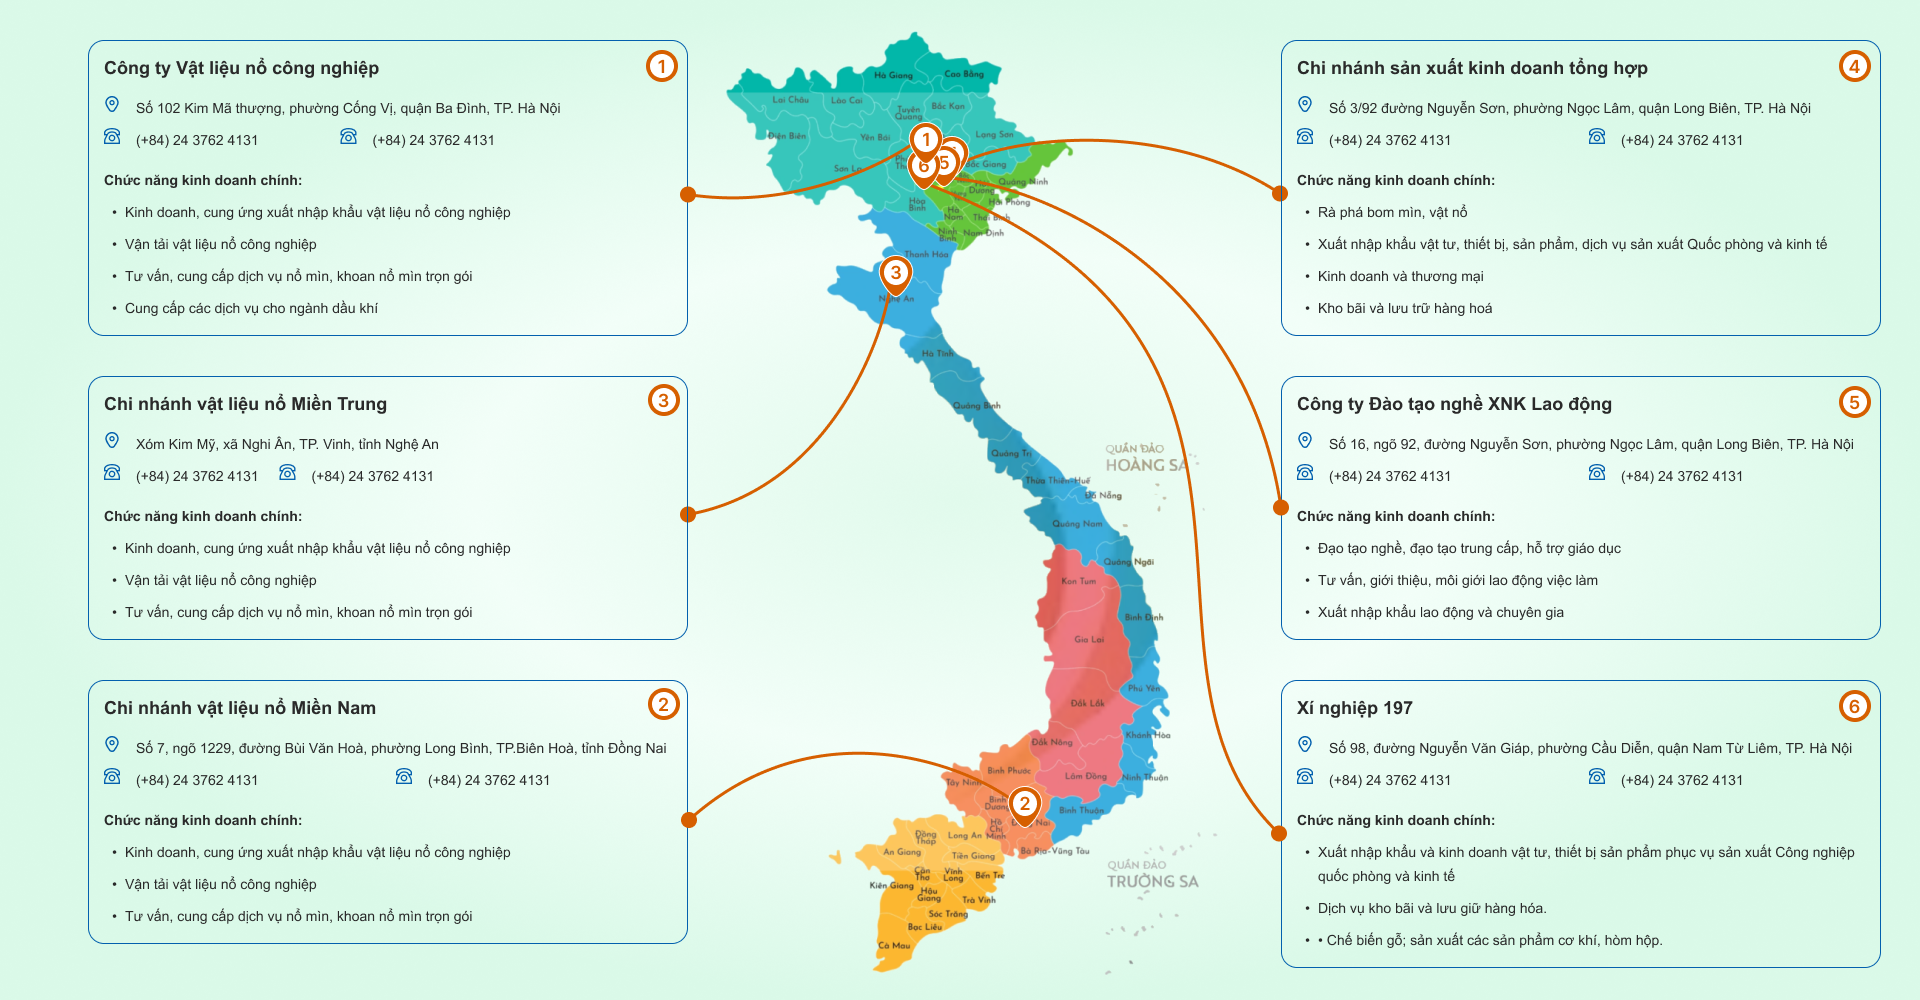 Công ty Vật liệu nổ công nghiệp
1
Số 102 Kim Mã thượng, phường Cống Vị, quận Ba Đình, TP. Hà Nội
(+84) 24 3762 4131
(+84) 24 3762 4131
Chức năng kinh doanh chính:
• Kinh doanh, cung ứng xuất nhập khẩu vật liệu nổ công nghiệp
• Vận tải vật liệu nổ công nghiệp
• Tư vấn, cung cấp dịch vụ nổ mìn, khoan nổ mìn trọn gói
• Cung cấp các dịch vụ cho ngành dầu khí
Chi nhánh vật liệu nổ Miền Trung
3
Xóm Kim Mỹ, xã Nghi Ân, TP. Vinh, tỉnh Nghệ An
(+84) 24 3762 4131
(+84) 24 3762 4131
Chức năng kinh doanh chính:
• Kinh doanh, cung ứng xuất nhập khẩu vật liệu nổ công nghiệp
• Vận tải vật liệu nổ công nghiệp
• Tư vấn, cung cấp dịch vụ nổ mìn, khoan nổ mìn trọn gói
Chi nhánh vật liệu nổ Miền Nam
2
Số 7, ngõ 1229, đường Bùi Văn Hoà, phường Long Bình, TP.Biên Hoà, tỉnh Đồng Nai
(+84) 24 3762 4131
(+84) 24 3762 4131
Chức năng kinh doanh chính:
• Kinh doanh, cung ứng xuất nhập khẩu vật liệu nổ công nghiệp
• Vận tải vật liệu nổ công nghiệp
• Tư vấn, cung cấp dịch vụ nổ mìn, khoan nổ mìn trọn gói
Hà Giang
Cao Bằng
Lai Châu
Lào Cai
Tuyên
Quang
Bắc Kạn
Điện Biên
Yên Bái
Lạng Sơn
1
6
5
Sơn La
Bắc Giang
Quảng Ninh
Dương
Hải Phòng
Hòa
Bình
Hà
Nam
Thái Bình
Ninh
Bình
Nam Định
Thanh Hóa
3
Nghệ An
Hà Tĩnh
Quảng Bình
Quảng Trị
Thừa Thiên-Huế
Đà Nẵng
Quảng Nam
Quảng Ngãi
Kon Tum
Bình Định
Gia Lai
Phú Yên
Đắk Lắk
Khánh Hòa
Đắk Nông
Bình Phước
Lâm Đồng
Ninh Thuận
Tây Ninh
Bình
Dương
2
Nai
Bình Thuận
Hồ
Chí
Minh
Bà Rịa-Vũng Tàu
Đồng
Tháp
Long An
An Giang
Tiền Giang
Cần
Thơ
Vĩnh
Long
Bến Tre
Kiên Giang
Hậu
Giang
Trà Vinh
Sóc Trăng
Bạc Liêu
Cà Mau
QUẦN ĐẢO
HOÀNG SA
QUẦN ĐẢO
TRƯỜNG SA
Chi nhánh sản xuất kinh doanh tổng hợp
4
Số 3/92 đường Nguyễn Sơn, phường Ngọc Lâm, quận Long Biên, TP. Hà Nội
(+84) 24 3762 4131
(+84) 24 3762 4131
Chức năng kinh doanh chính:
• Rà phá bom mìn, vật nổ
• Xuất nhập khẩu vật tư, thiết bị, sản phẩm, dịch vụ sản xuất Quốc phòng và kinh tế
• Kinh doanh và thương mại
• Kho bãi và lưu trữ hàng hoá
Công ty Đào tạo nghề XNK Lao động
5
Số 16, ngõ 92, đường Nguyễn Sơn, phường Ngọc Lâm, quận Long Biên, TP. Hà Nội
(+84) 24 3762 4131
(+84) 24 3762 4131
Chức năng kinh doanh chính:
• Đạo tạo nghề, đạo tạo trung cấp, hỗ trợ giáo dục
• Tư vấn, giới thiệu, môi giới lao động việc làm
• Xuất nhập khẩu lao động và chuyên gia
Xí nghiệp 197
6
Số 98, đường Nguyễn Văn Giáp, phường Cầu Diễn, quận Nam Từ Liêm, TP. Hà Nội
(+84) 24 3762 4131
(+84) 24 3762 4131
Chức năng kinh doanh chính:
• Xuất nhập khẩu và kinh doanh vật tư, thiết bị sản phẩm phục vụ sản xuất Công nghiệp
quốc phòng và kinh tế
• Dịch vụ kho bãi và lưu giữ hàng hóa.
• • Chế biến gỗ; sản xuất các sản phẩm cơ khí, hòm hộp.